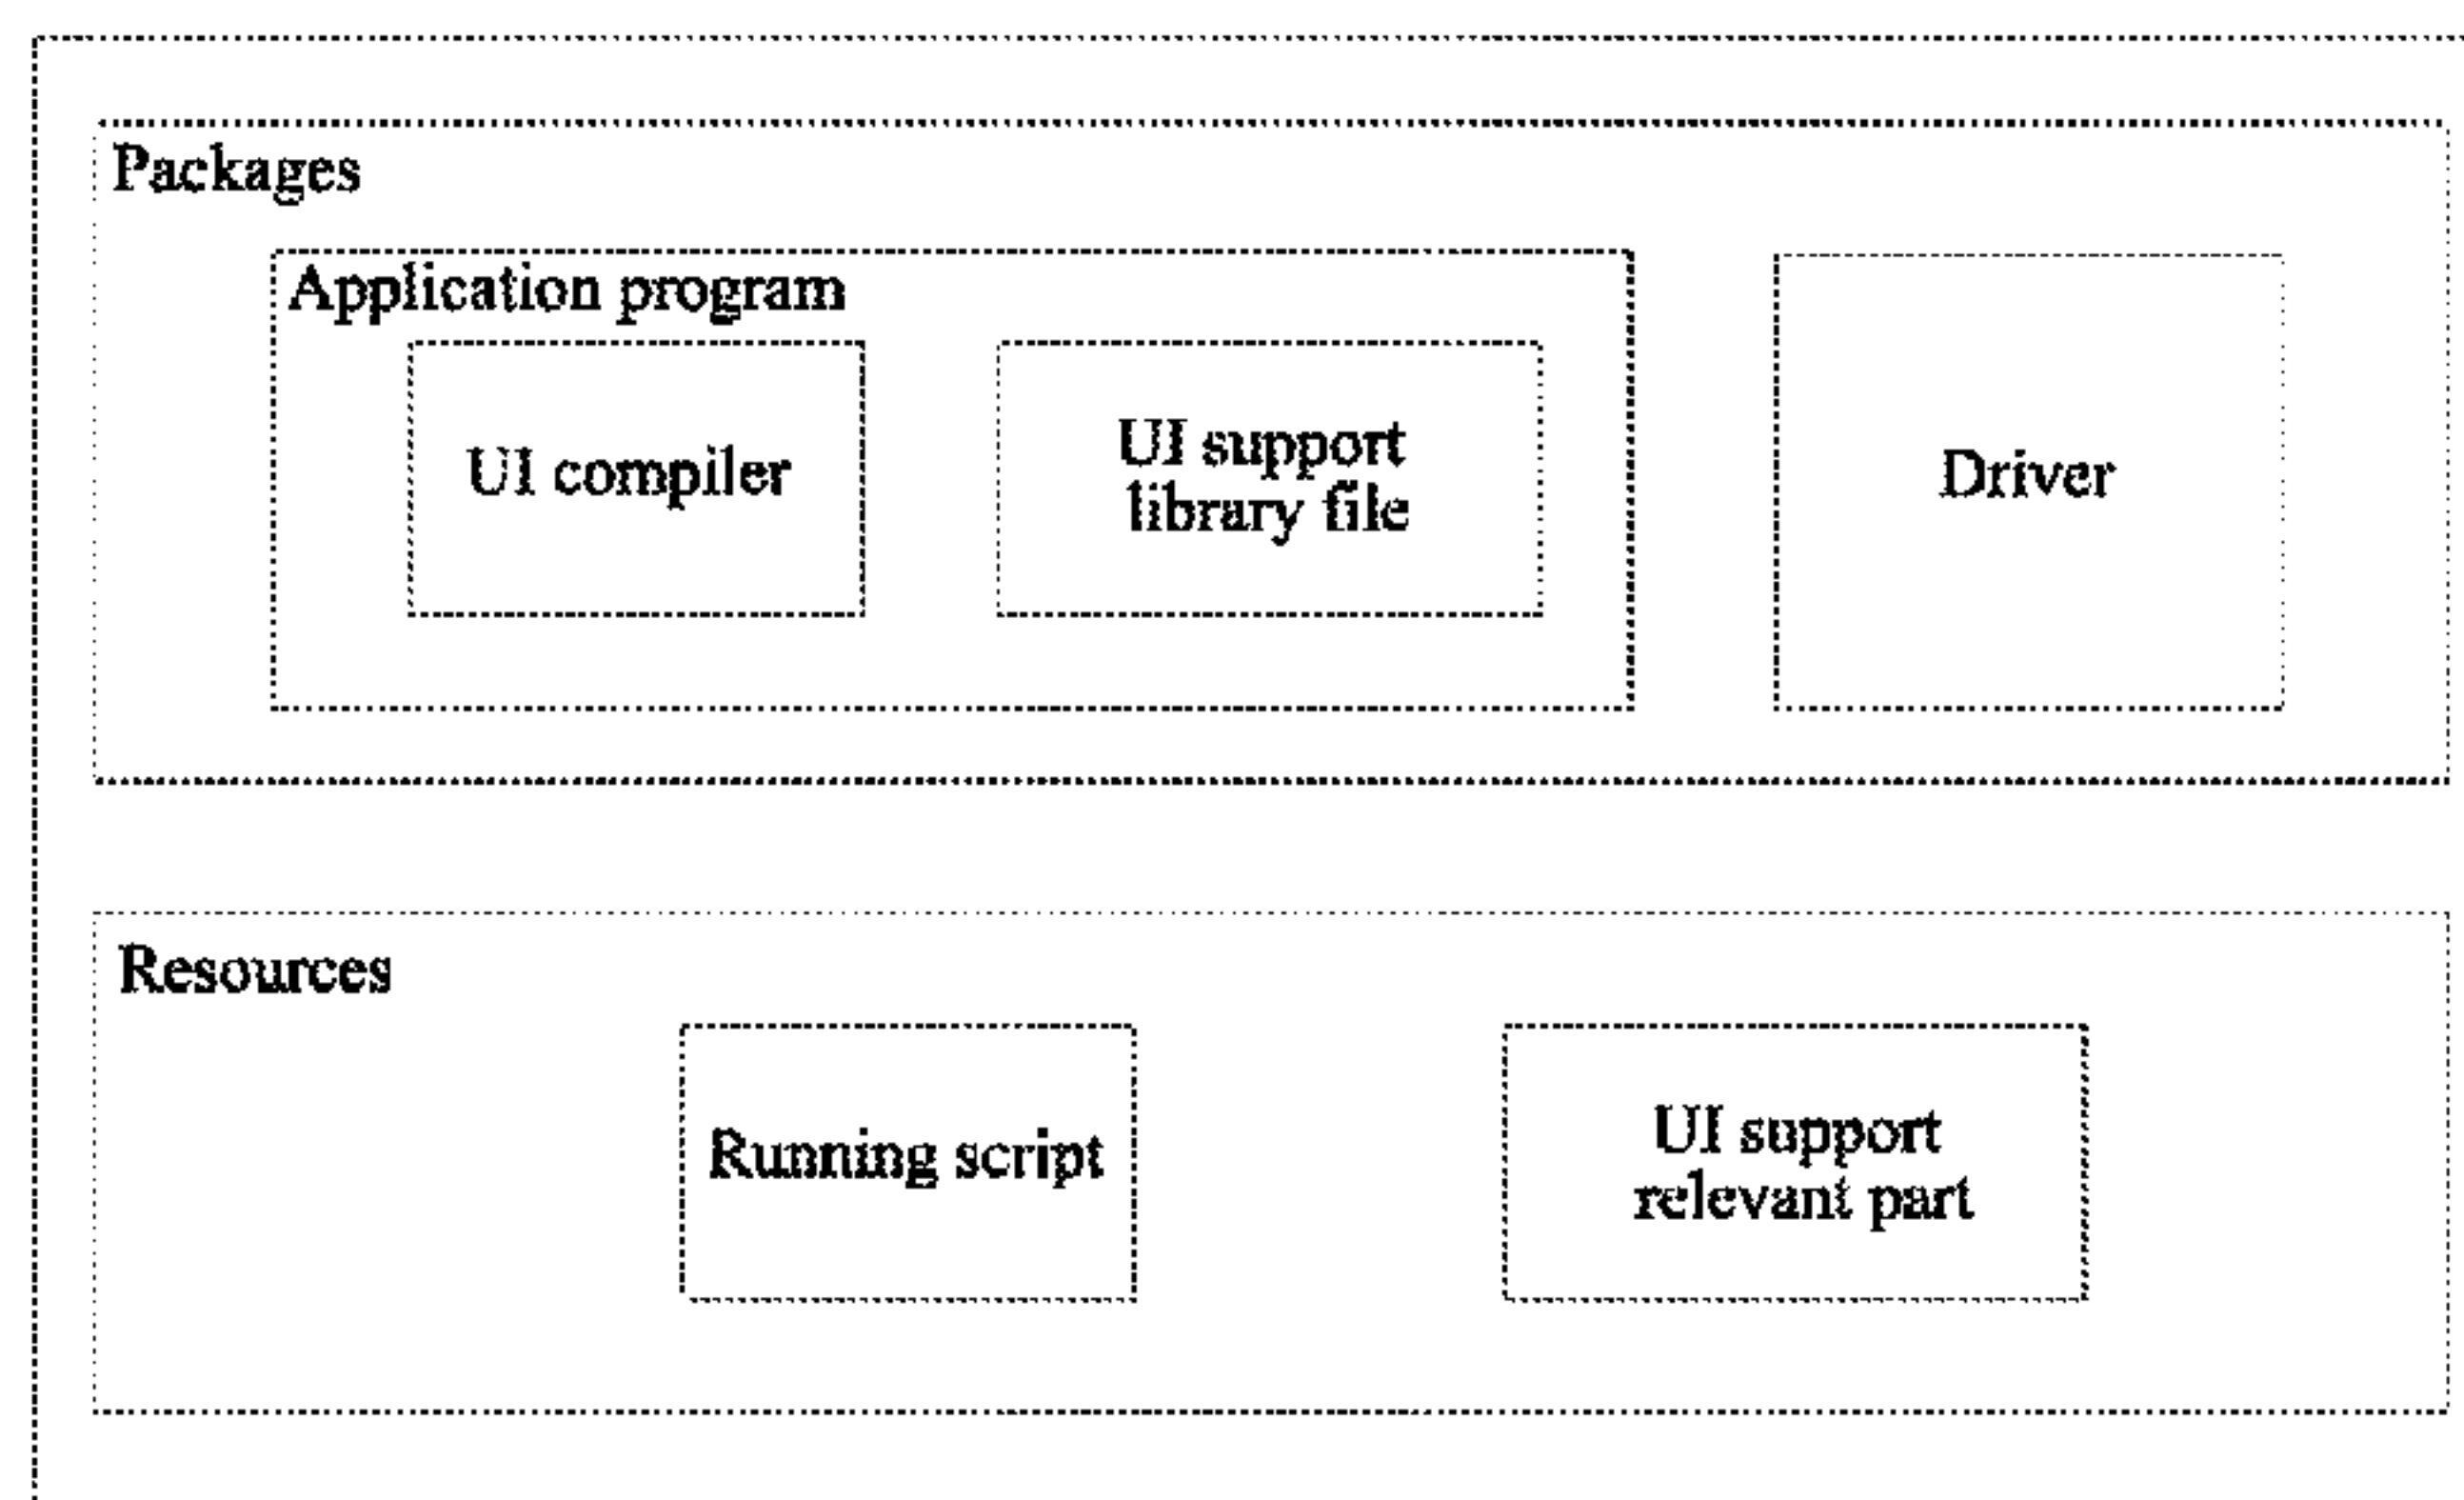 Packages
Application program
UI compiler
UI support
library file
Driver
Resources
Running script
UI support
relevant part